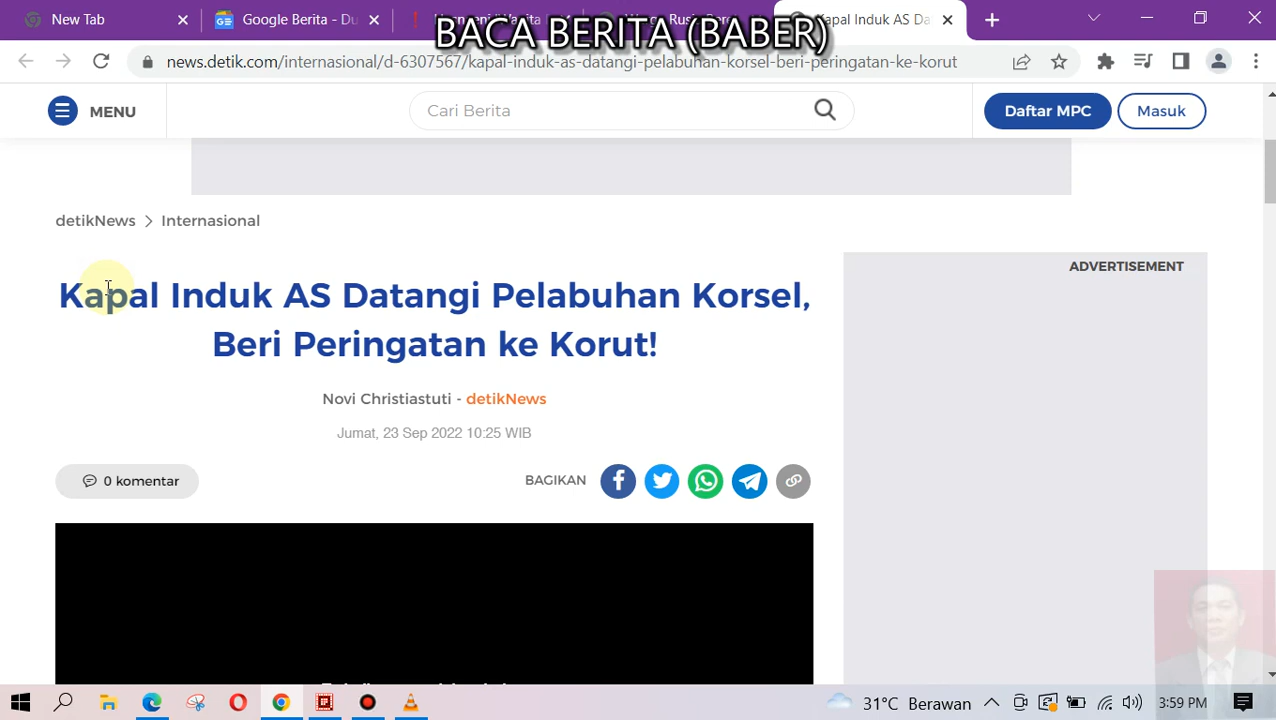 New Tab
Google Berita - Du
Kapal Induk AS Da
BACA BERITA (BABER)
news.detik.com/internasional/d-6307567/kapal-induk-as-datangi-pelabuhan-korsel-beri-peringatan-ke-korut
MENU
Cari Berita
Daftar MPC
Masuk
detikNews > Internasional
ADVERTISEMENT
Kapal Induk AS Datangi Pelabuhan Korsel,
Beri Peringatan ke Korut!
Novi Christiastuti - detikNews
Jumat, 23 Sep 2022 10:25 WIB
0 komentar
BAGIKAN
31°C Berawan
3:59 PM